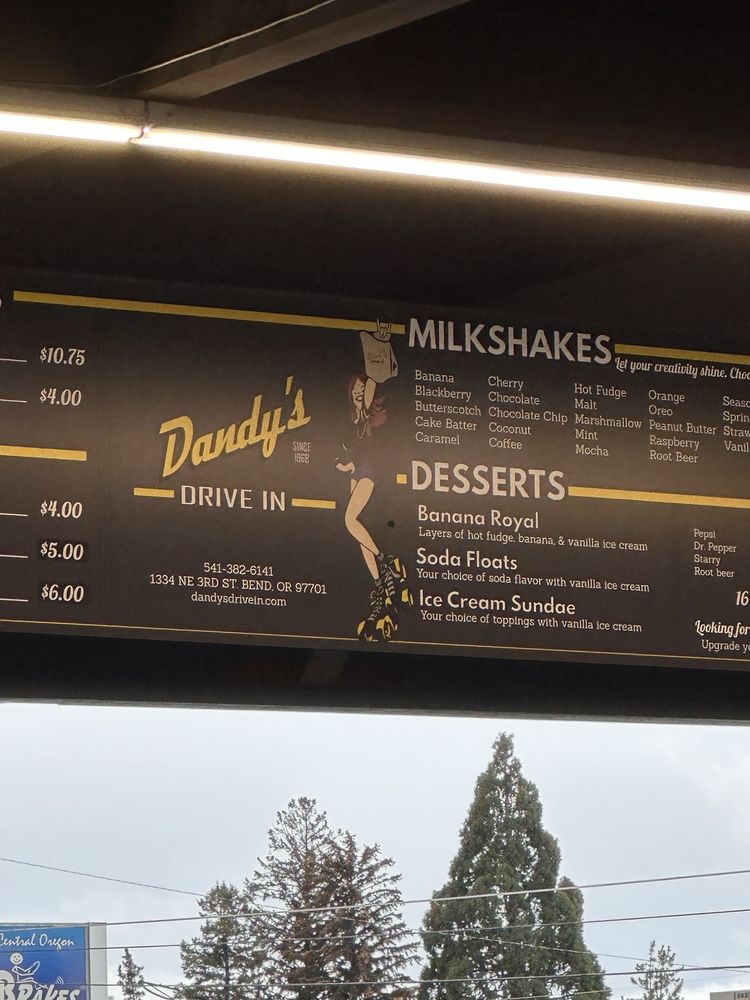 $10.75
$4.00
$4.00
$5.00
$6.00
Dandy's
SINCE
1968
DRIVE IN
541-382-6141
1334 NE 3RD ST. BEND, OR 97701
dandysdrivein.com
MILKSHAKES
Let your creativity shine.
Banana
Blackberry
Butterscotch
Cake Batter
Caramel
Cherry
Chocolate
Chocolate Chip
Coconut
Coffee
Hot Fudge
Malt
Marshmallow
Mint
Mocha
Orange
Oreo
Peanut Butter
Raspberry
Root Beer
DESSERTS
Banana Royal
Layers of hot fudge, banana, & vanilla ice cream
Soda Floats
Your choice of soda flavor with vanilla ice cream
Ice Cream Sundae
Your choice of toppings with vanilla ice cream
Pepsi
Dr. Pepper
Starry
Root beer
16
Looking for
Upgrade
Central Oregon
BRAKES